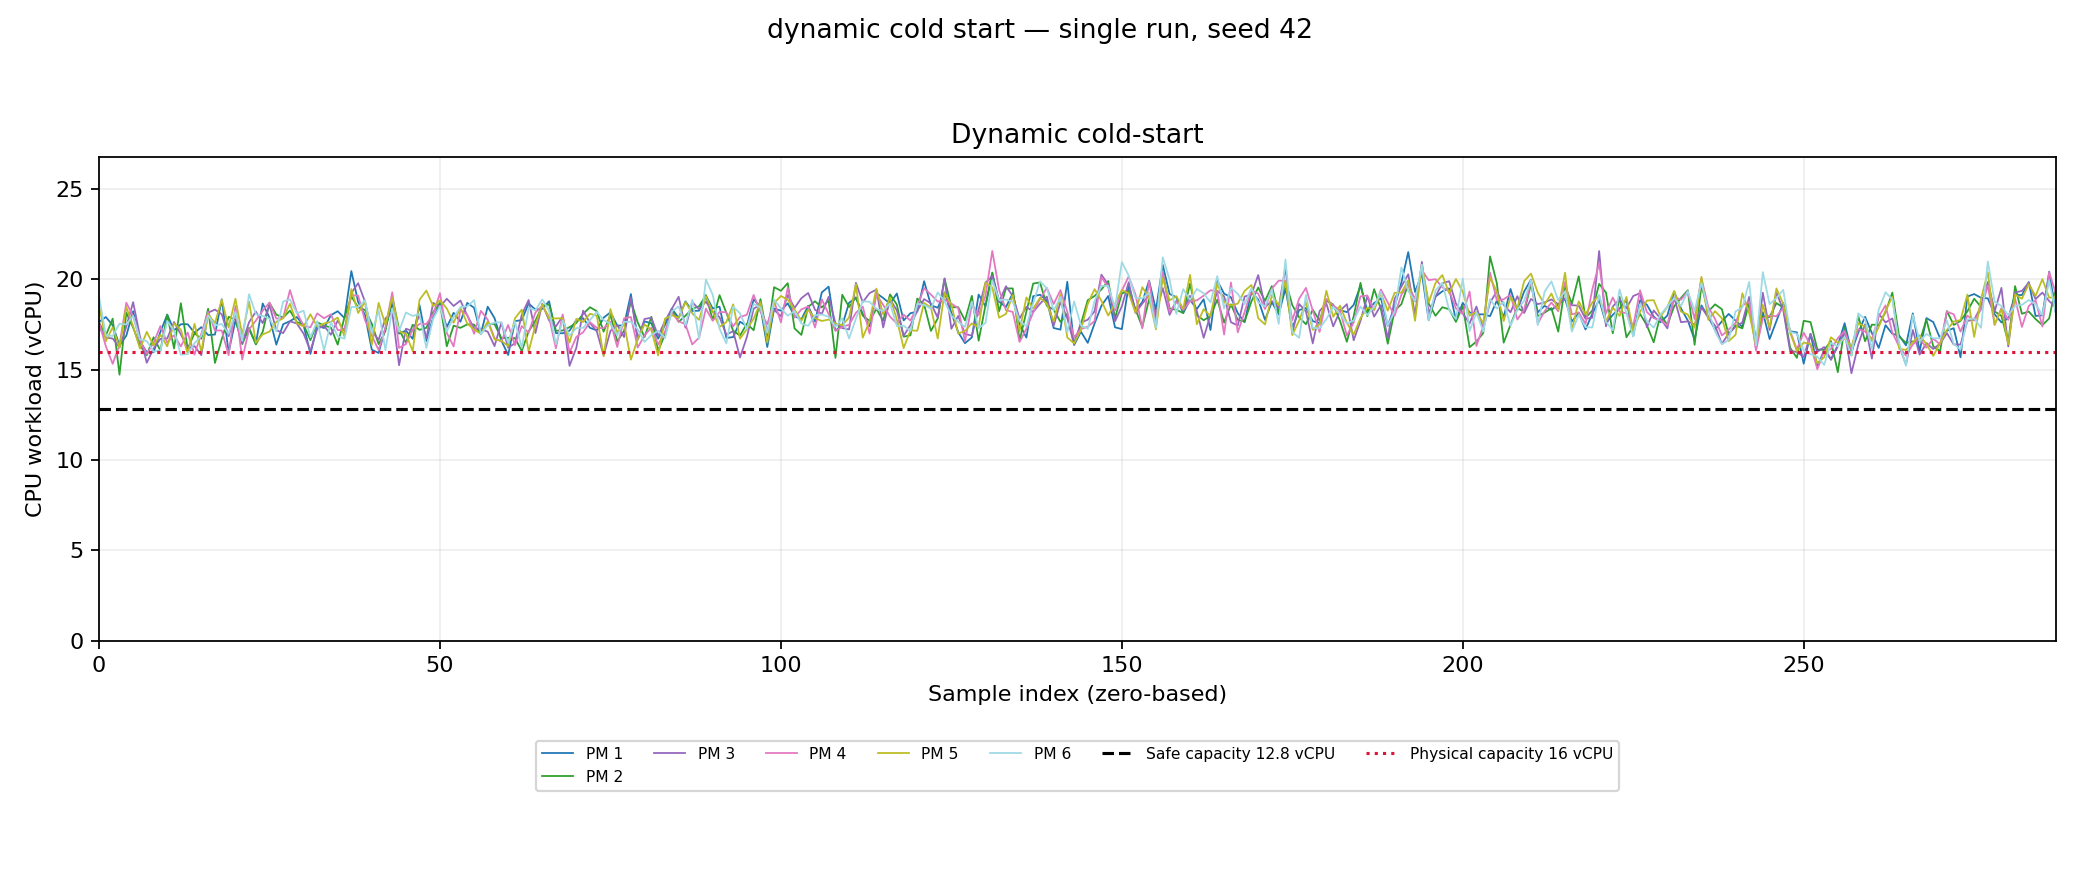 dynamic cold start — single run, seed 42
Dynamic cold-start
25
20
15
10
5
0
CPU workload (vCPU)
0 50 100 150 200 250
Sample index (zero-based)
PM 1 PM 3 PM 4 PM 5 PM 6 Safe capacity 12.8 vCPU Physical capacity 16 vCPU
PM 2